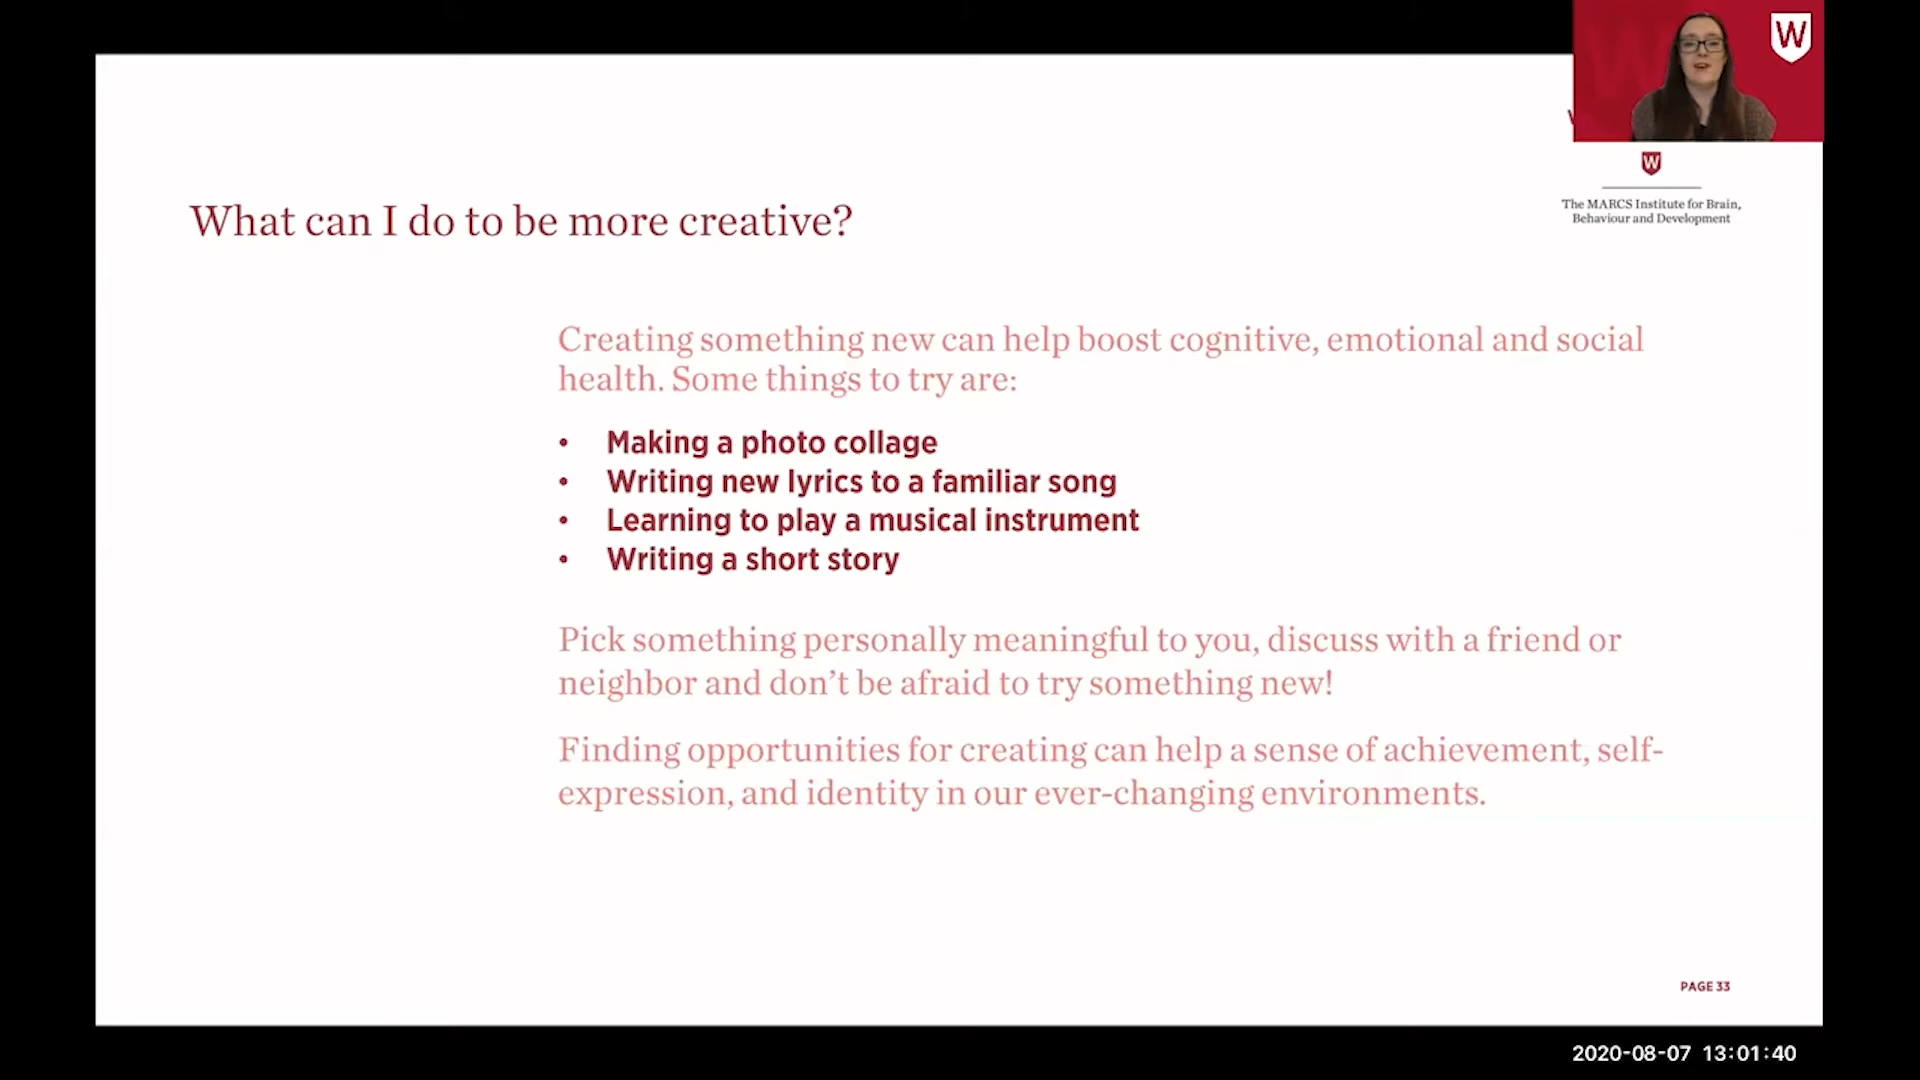 W
W
The MARCS Institute for Brain,
Behaviour and Development
What can I do to be more creative?
Creating something new can help boost cognitive, emotional and social
health. Some things to try are:
• Making a photo collage
• Writing new lyrics to a familiar song
• Learning to play a musical instrument
• Writing a short story
Pick something personally meaningful to you, discuss with a friend or
neighbor and don’t be afraid to try something new!
Finding opportunities for creating can help a sense of achievement, self-
expression, and identity in our ever-changing environments.
PAGE 33
2020-08-07 13:01:40